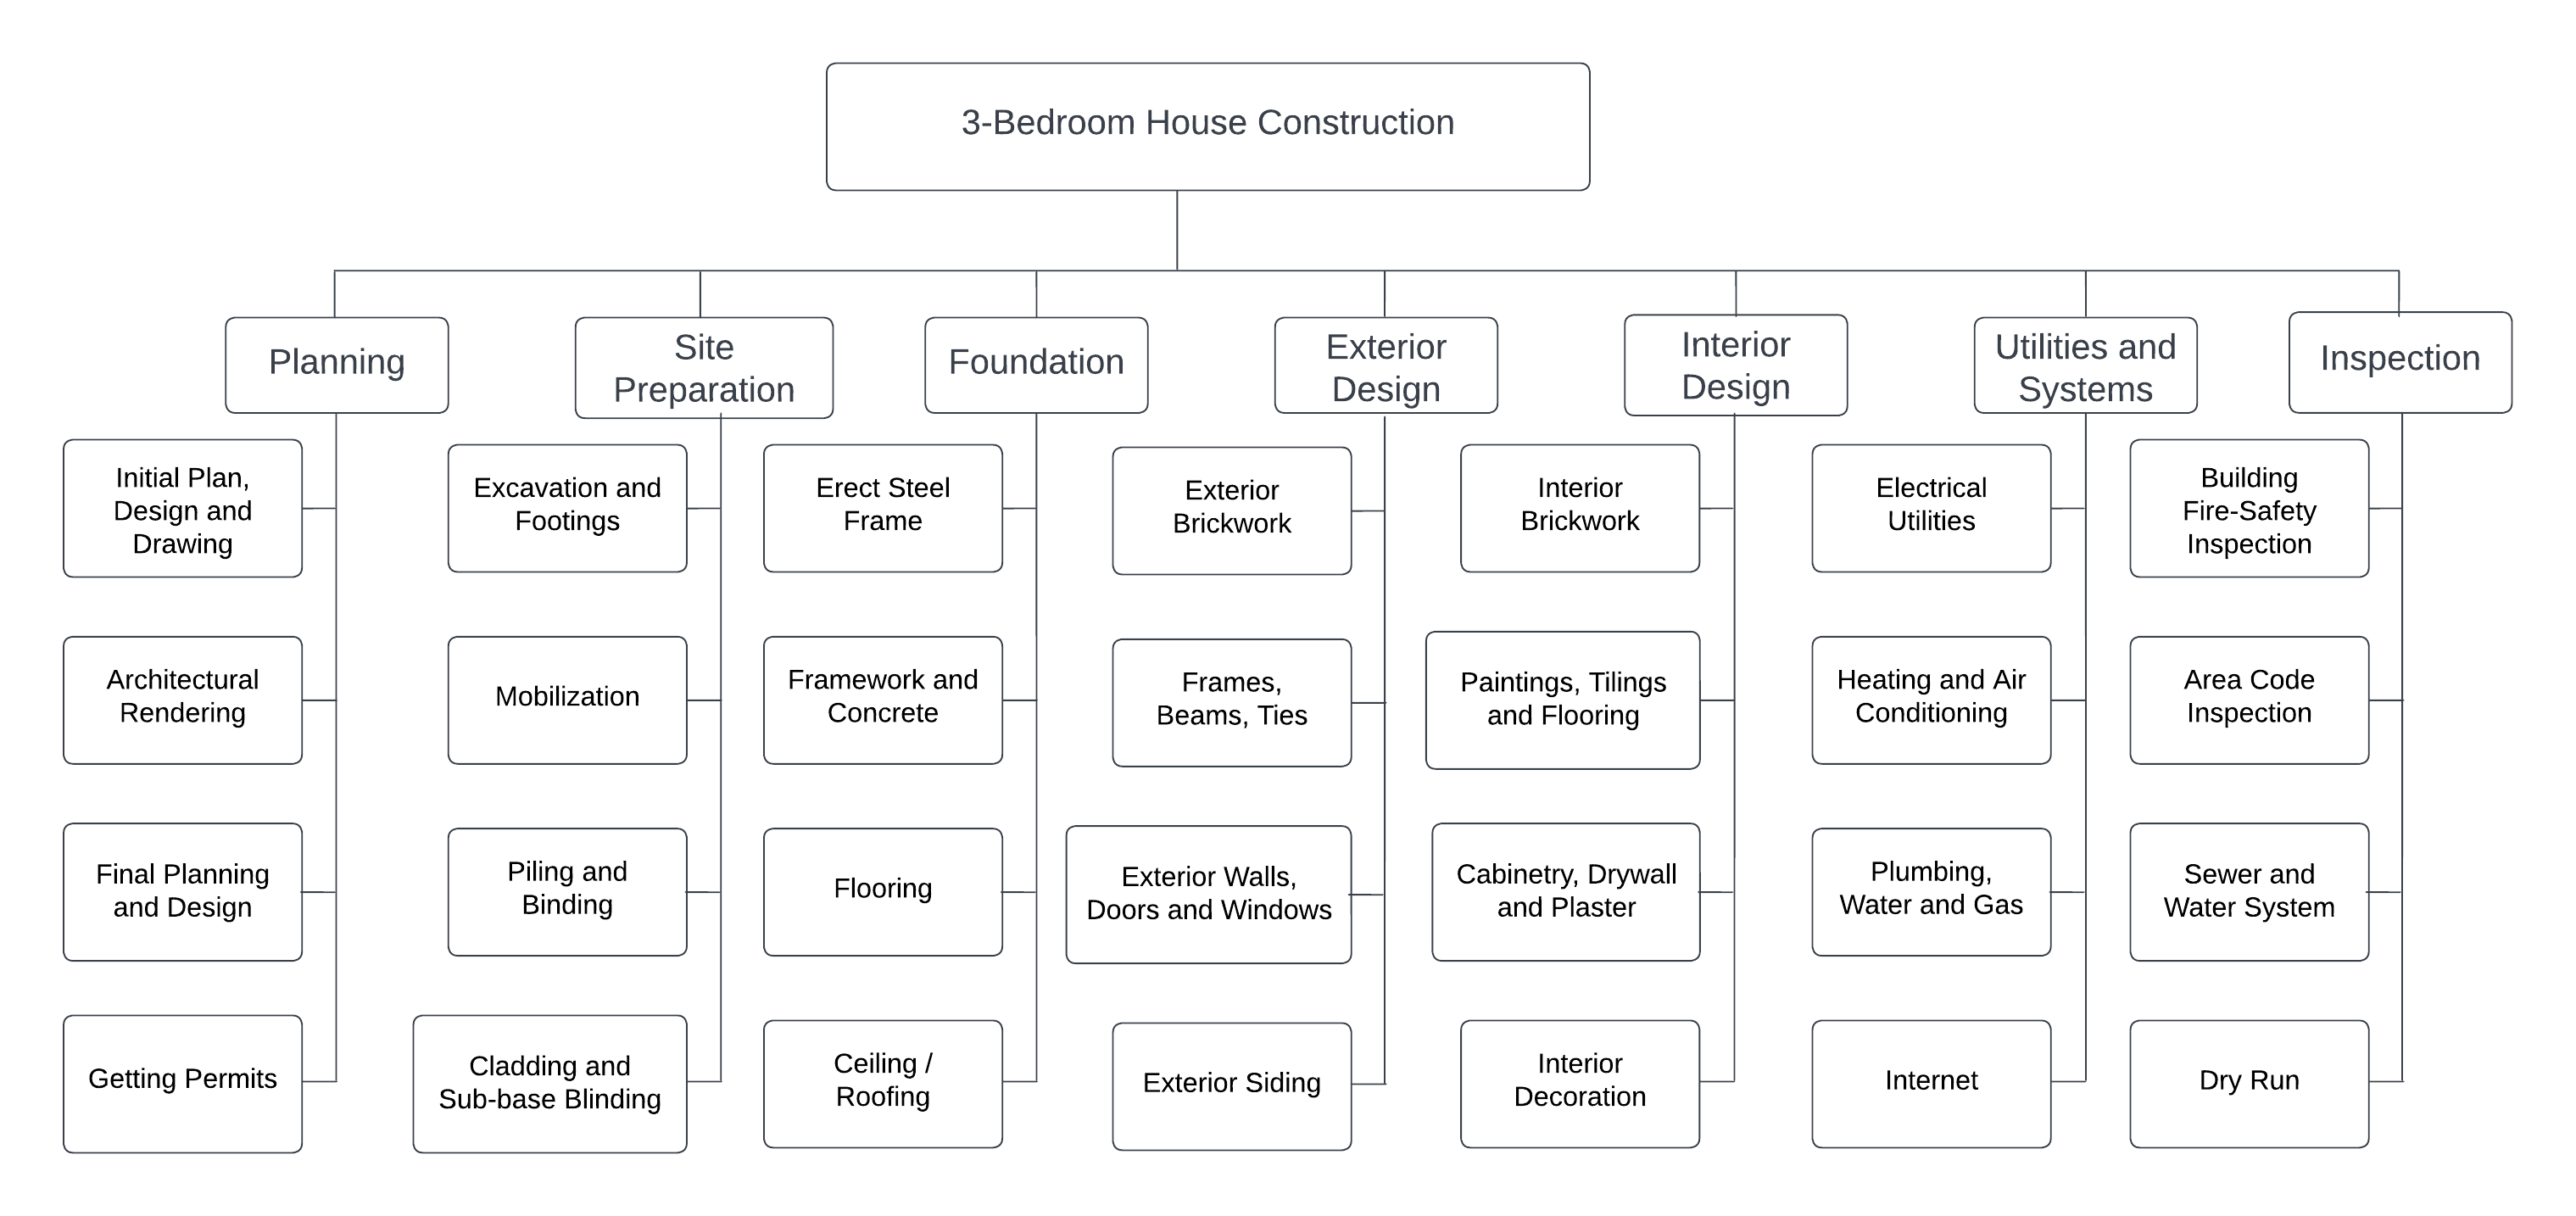 3-Bedroom House Construction
Planning
Site
Preparation
Foundation
Exterior
Design
Interior
Design
Utilities and
Systems
Inspection
Initial Plan,
Design and
Drawing
Excavation and
Footings
Erect Steel
Frame
Exterior
Brickwork
Interior
Brickwork
Electrical
Utilities
Building
Fire-Safety
Inspection
Architectural
Rendering
Mobilization
Framework and
Concrete
Frames,
Beams, Ties
Paintings, Tilings
and Flooring
Heating and Air
Conditioning
Area Code
Inspection
Final Planning
and Design
Piling and
Binding
Flooring
Exterior Walls,
Doors and Windows
Cabinetry, Drywall
and Plaster
Plumbing,
Water and Gas
Sewer and
Water System
Getting Permits
Cladding and
Sub-base Blinding
Ceiling /
Roofing
Exterior Siding
Interior
Decoration
Internet
Dry Run